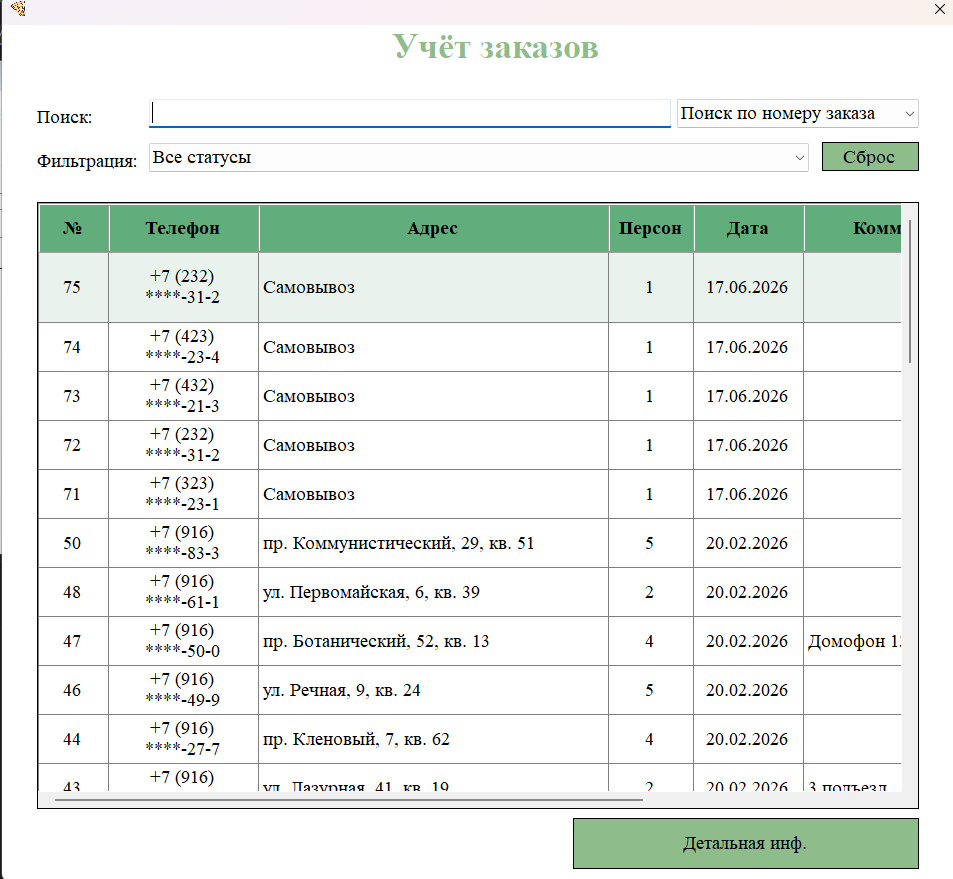 Учёт заказов
Поиск:
Поиск по номеру заказа
Фильтрация: Все статусы Сброс
№ Телефон Адрес Персон Дата Комм
75 +7 (232) ****-31-2 Самовывоз 1 17.06.2026
74 +7 (423) ****-23-4 Самовывоз 1 17.06.2026
73 +7 (432) ****-21-3 Самовывоз 1 17.06.2026
72 +7 (232) ****-31-2 Самовывоз 1 17.06.2026
71 +7 (323) ****-23-1 Самовывоз 1 17.06.2026
50 +7 (916) ****-83-3 пр. Коммунистический, 29, кв. 51 5 20.02.2026
48 +7 (916) ****-61-1 ул. Первомайская, 6, кв. 39 2 20.02.2026
47 +7 (916) ****-50-0 пр. Ботанический, 52, кв. 13 4 20.02.2026 Домофон 1
46 +7 (916) ****-49-9 ул. Речная, 9, кв. 24 5 20.02.2026
44 +7 (916) ****-27-7 пр. Кленовый, 7, кв. 62 4 20.02.2026
43 +7 (916) ул. Лазурная, 41, кв. 19 2 20.02.2026 3 подъезд
Детальная инф.